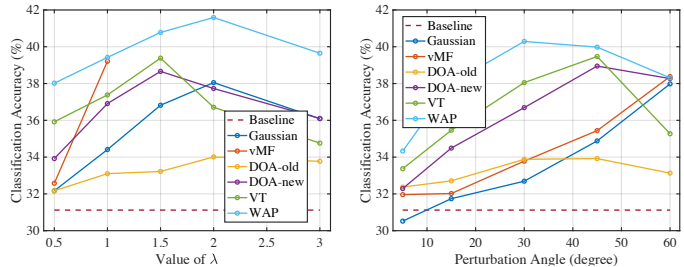 42
40
38
36
34
32
30
Classification Accuracy (%)
0.5
1
1.5
2
2.5
3
Value of λ
Baseline
Gaussian
vMF
DOA-old
DOA-new
VT
WAP
42
40
38
36
34
32
30
Classification Accuracy (%)
10
20
30
40
50
60
Perturbation Angle (degree)
Baseline
Gaussian
vMF
DOA-old
DOA-new
VT
WAP